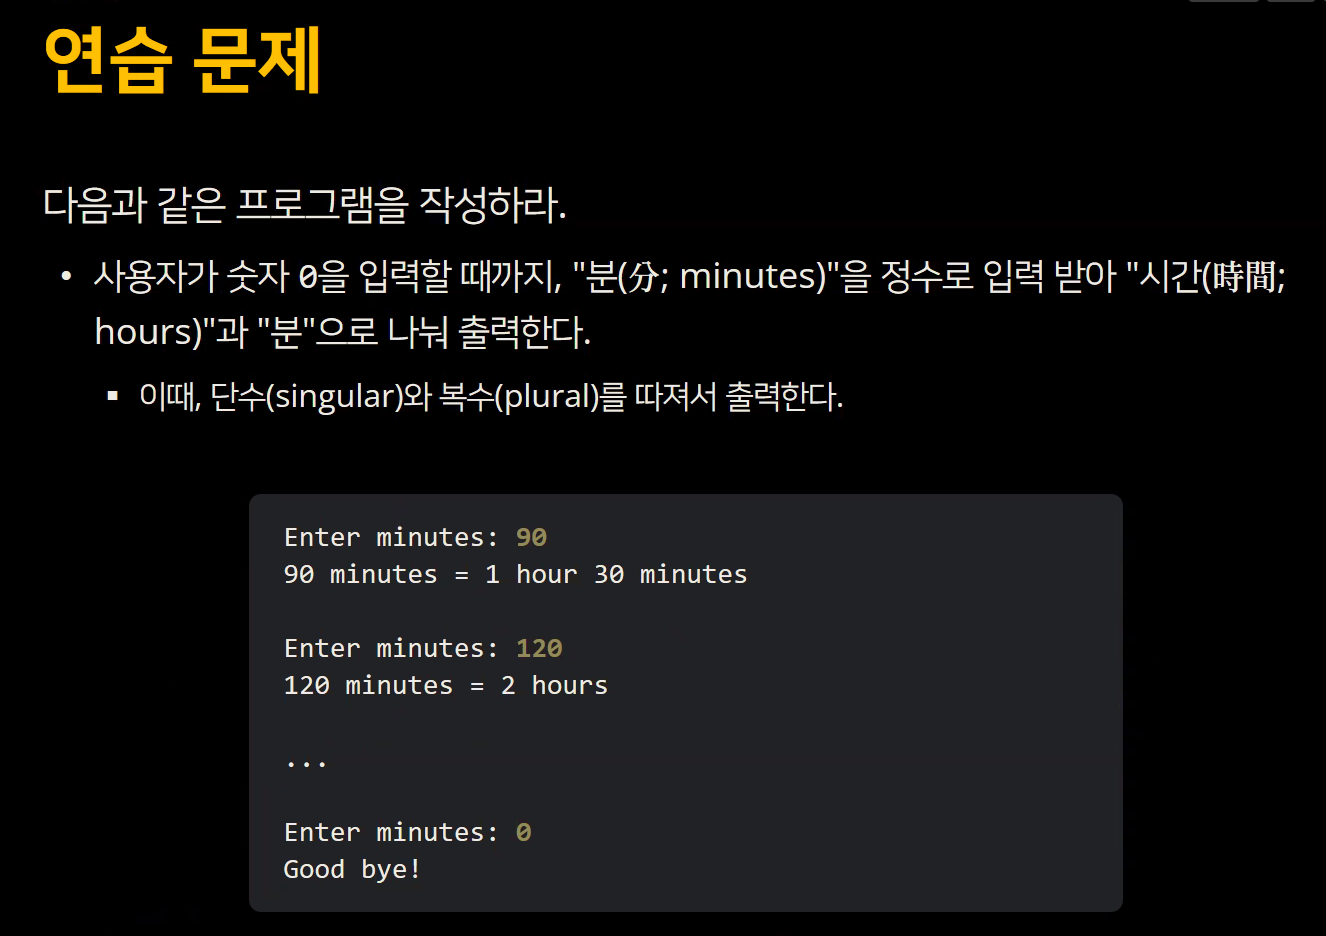 연습 문제
다음과 같은 프로그램을 작성하라.
• 사용자가 숫자 0을 입력할 때까지, "분(分; minutes)"을 정수로 입력 받아 "시간(時間;
hours)"과 "분"으로 나눠 출력한다.
▪ 이때, 단수(singular)와 복수(plural)를 따져서 출력한다.
Enter minutes: 90
90 minutes = 1 hour 30 minutes
Enter minutes: 120
120 minutes = 2 hours
...
Enter minutes: 0
Good bye!